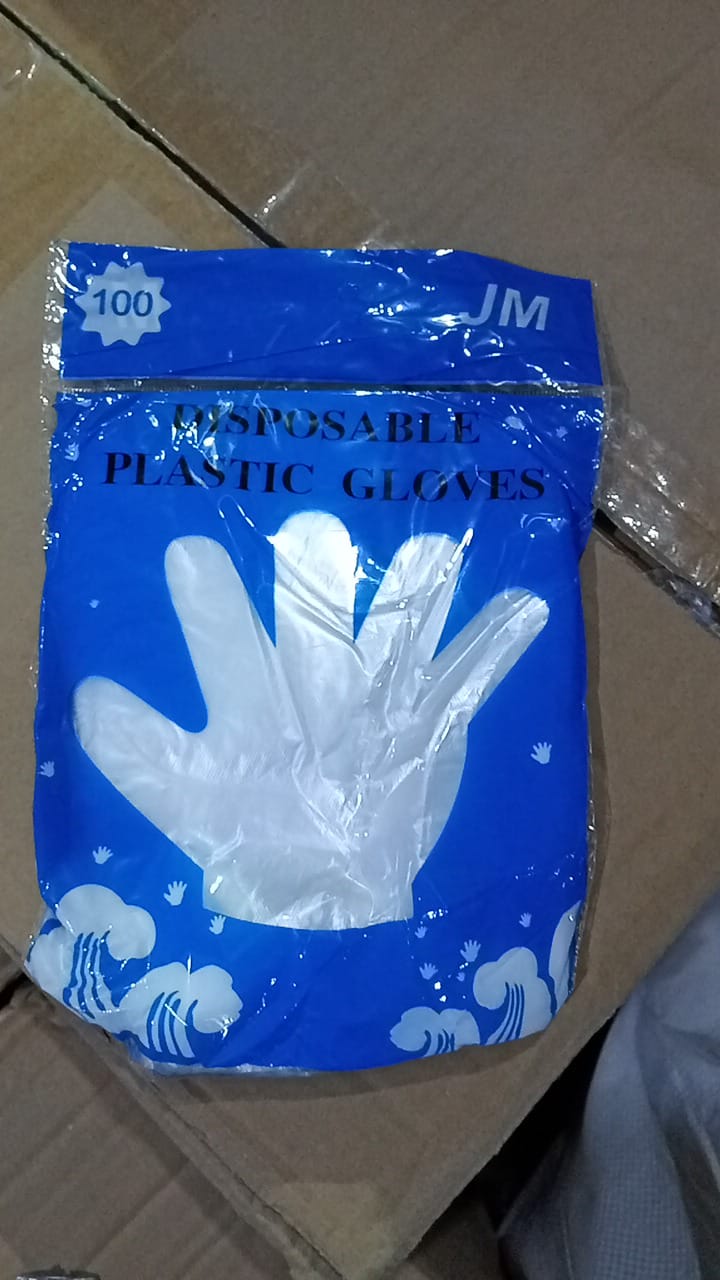 100
JM
DISPOSABLE
PLASTIC GLOVES